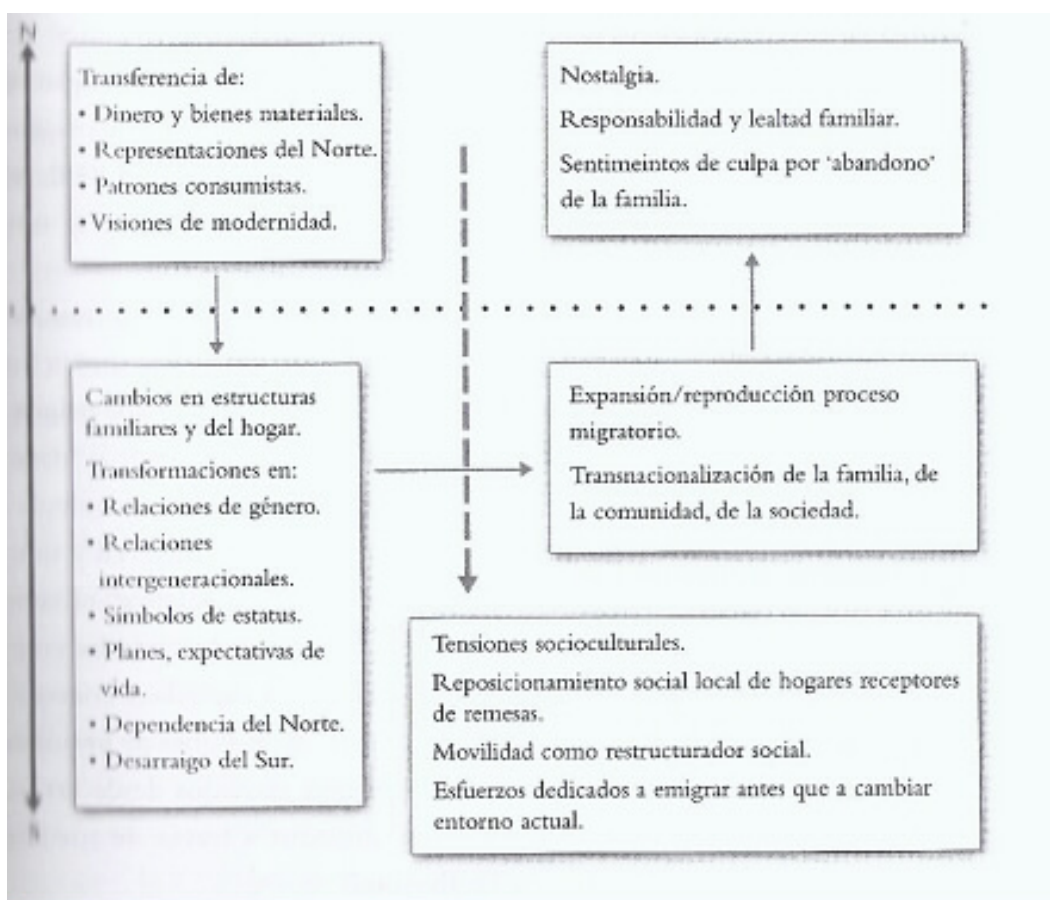 N
Transferencia de:
• Dinero y bienes materiales.
• Representaciones del Norte.
• Patrones consumistas.
• Visiones de modernidad.
Nostalgia.
Responsabilidad y lealtad familiar.
Sentimeintos de culpa por 'abandono'
de la familia.
Cambios en estructuras
familiares y del hogar.
Transformaciones en:
• Relaciones de género.
• Relaciones
intergeneracionales.
• Símbolos de estatus.
• Planes, expectativas de
vida.
• Dependencia del Norte.
• Desarraigo del Sur.
Expansión/reproducción proceso
migratorio.
Transnacionalización de la familia, de
la comunidad, de la sociedad.
Tensiones socioculturales.
Reposicionamiento social local de hogares receptores
de remesas.
Movilidad como restructurador social.
Esfuerzos dedicados a emigrar antes que a cambiar
entorno actual.
S